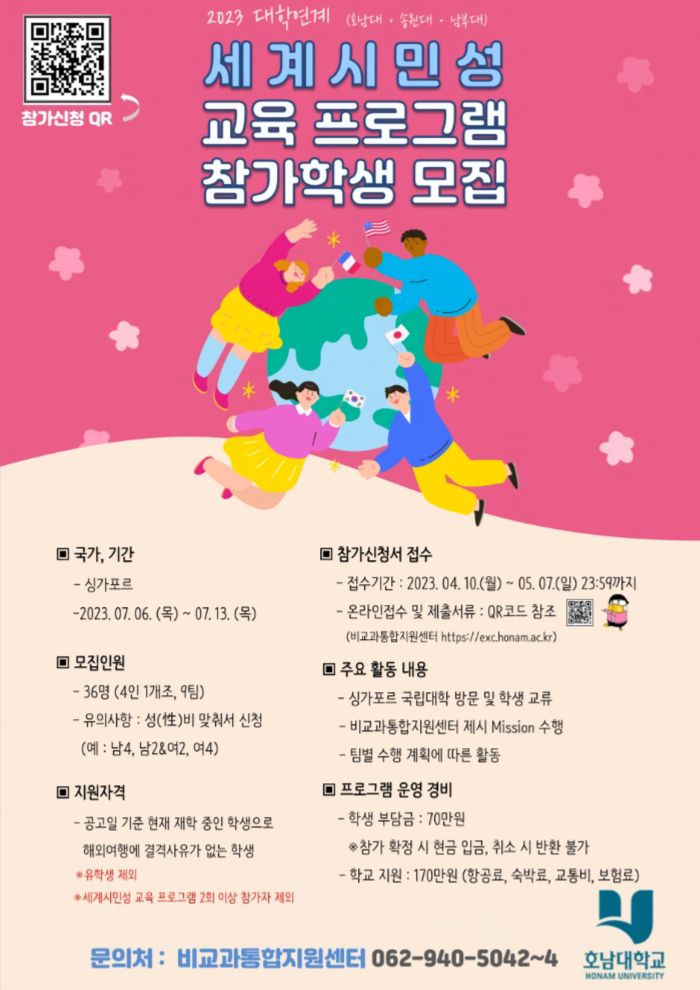 2023 대학연계 (호남대 · 송원대 · 남부대)
세계시민성
교육 프로그램
참가학생 모집
참가신청 QR
▣ 국가, 기간
- 싱가포르
-2023. 07. 06. (목) ~ 07. 13. (목)
▣ 모집인원
- 36명 (4인 1개조, 9팀)
- 유의사항 : 성(性)비 맞춰서 신청
(예 : 남4, 남2&여2, 여4)
▣ 지원자격
- 공고일 기준 현재 재학 중인 학생으로
해외여행에 결격사유가 없는 학생
※유학생 제외
※세계시민성 교육 프로그램 2회 이상 참가자 제외
▣ 참가신청서 접수
- 접수기간 : 2023. 04. 10.(월) ~ 05. 07.(일) 23:59까지
- 온라인접수 및 제출서류 : QR코드 참조
(비교과통합지원센터 https://exc.honam.ac.kr)
▣ 주요 활동 내용
- 싱가포르 국립대학 방문 및 학생 교류
- 비교과통합지원센터 제시 Mission 수행
- 팀별 수행 계획에 따른 활동
▣ 프로그램 운영 경비
- 학생 부담금 : 70만원
※참가 확정 시 현금 입금, 취소 시 반환 불가
- 학교 지원 : 170만원 (항공료, 숙박료, 교통비, 보험료)
문의처 : 비교과통합지원센터 062-940-5042~4
호남대학교
HONAM UNIVERSITY